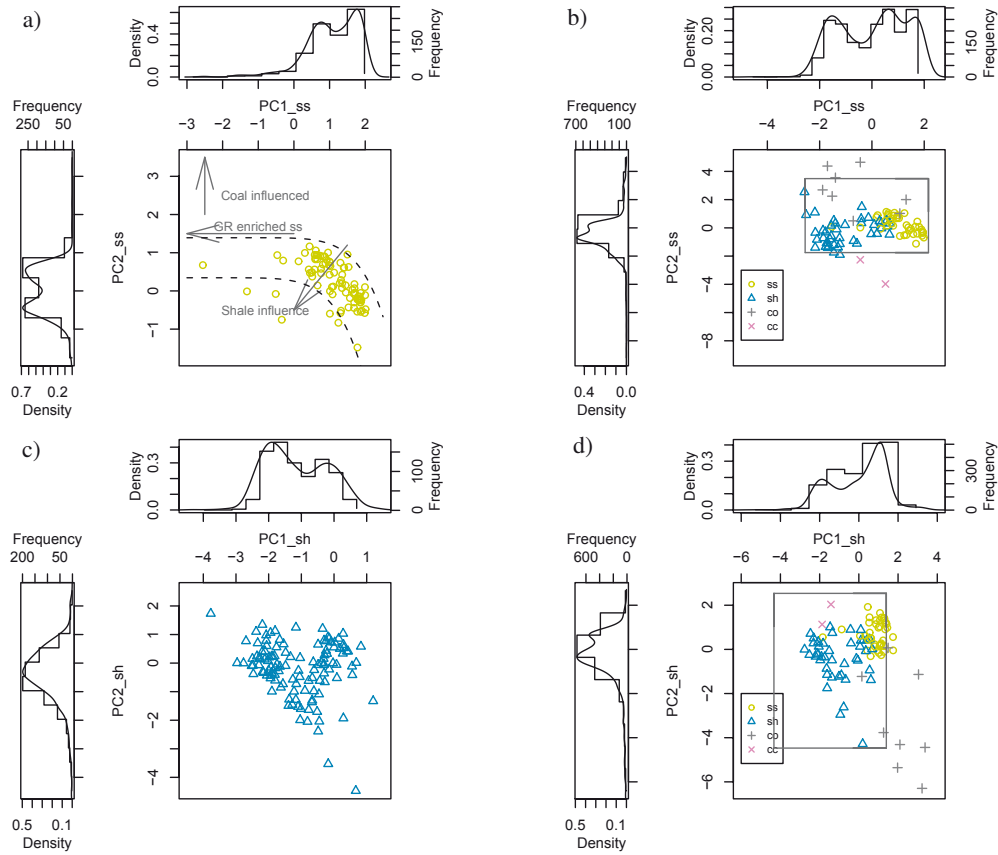 a)
Density
0.0 0.4
0 150
Frequency
PC1_ss
−3 −2 −1 0 1 2
Frequency
250 50
0.7 0.2
Density
PC2_ss
3
2
1
0
−1
Coal influenced
GR enriched ss
Shale influence
b)
Density
0.00 0.20
0 150
Frequency
PC1_ss
−4 −2 0 2
Frequency
700 100
0.4 0.0
Density
PC2_ss
4
2
0
−4
−8
ss
sh
co
cc
c)
Density
0.0 0.3
0 100
Frequency
PC1_sh
−4 −3 −2 −1 0 1
Frequency
200 50
0.5 0.1
Density
PC2_sh
2
0
−2
−4
d)
Density
0.0 0.3
0 300
Frequency
PC1_sh
−6 −4 −2 0 2 4
Frequency
600 0
0.5 0.1
Density
PC2_sh
2
0
−2
−4
−6
ss
sh
co
cc